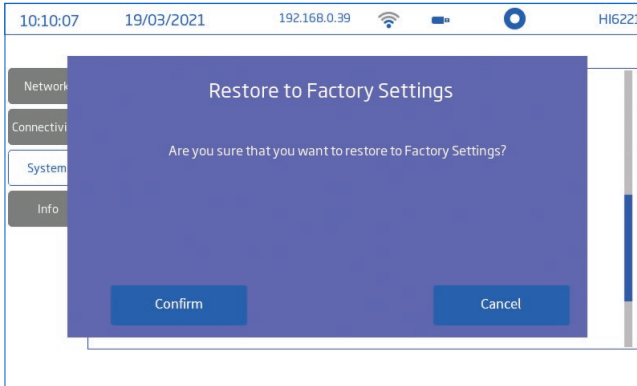 10:10:07 19/03/2021 192.168.0.39 HI6221
Network
Restore to Factory Settings
Connectivi
Are you sure that you want to restore to Factory Settings?
System
Info
Confirm Cancel